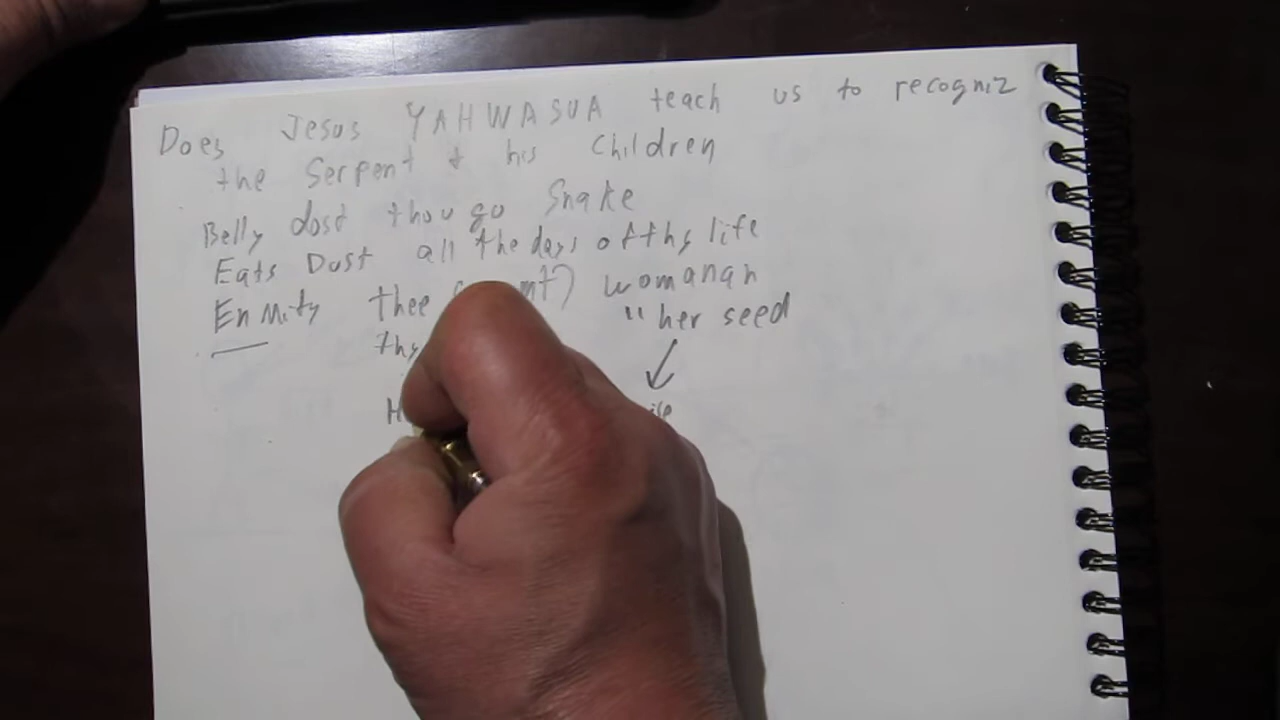 Does Jesus YAHWASUA teach us to recogniz
the Serpent + his Children
Belly dost thou go Snake
Eats Dust all the days of thy life
Enmity thee womanan
thy " her seed